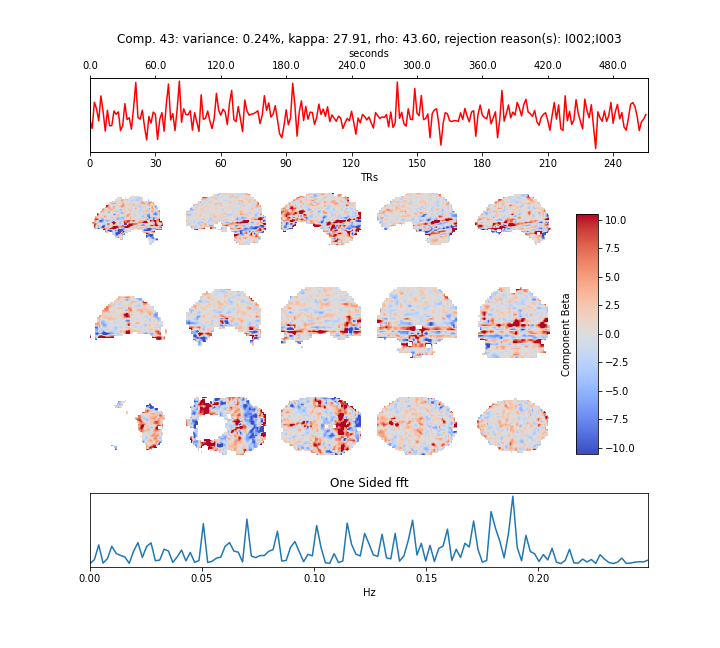 Comp. 43: variance: 0.24%, kappa: 27.91, rho: 43.60, rejection reason(s): I002;I003
seconds
0.0 60.0 120.0 180.0 240.0 300.0 360.0 420.0 480.0
0 30 60 90 120 150 180 210 240
TRs
10.0
7.5
5.0
2.5
0.0
−2.5
−5.0
−7.5
−10.0
Component Beta
One Sided fft
0.00 0.05 0.10 0.15 0.20
Hz